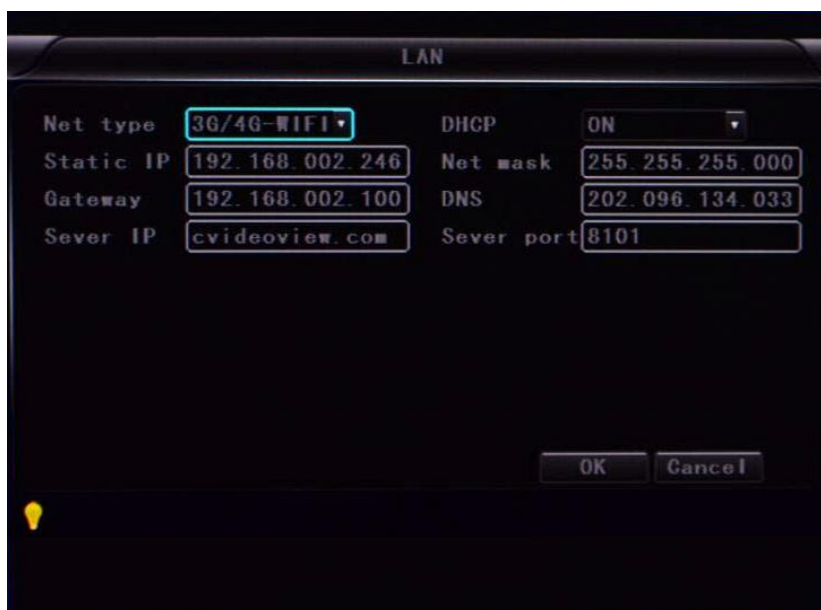 LAN
Net type 3G/4G-WIFI DHCP ON
Static IP 192.168.002.246 Net mask 255.255.255.000
Gateway 192.168.002.100 DNS 202.096.134.033
Sever IP cvideoview.com Sever port 8101
OK Cancel